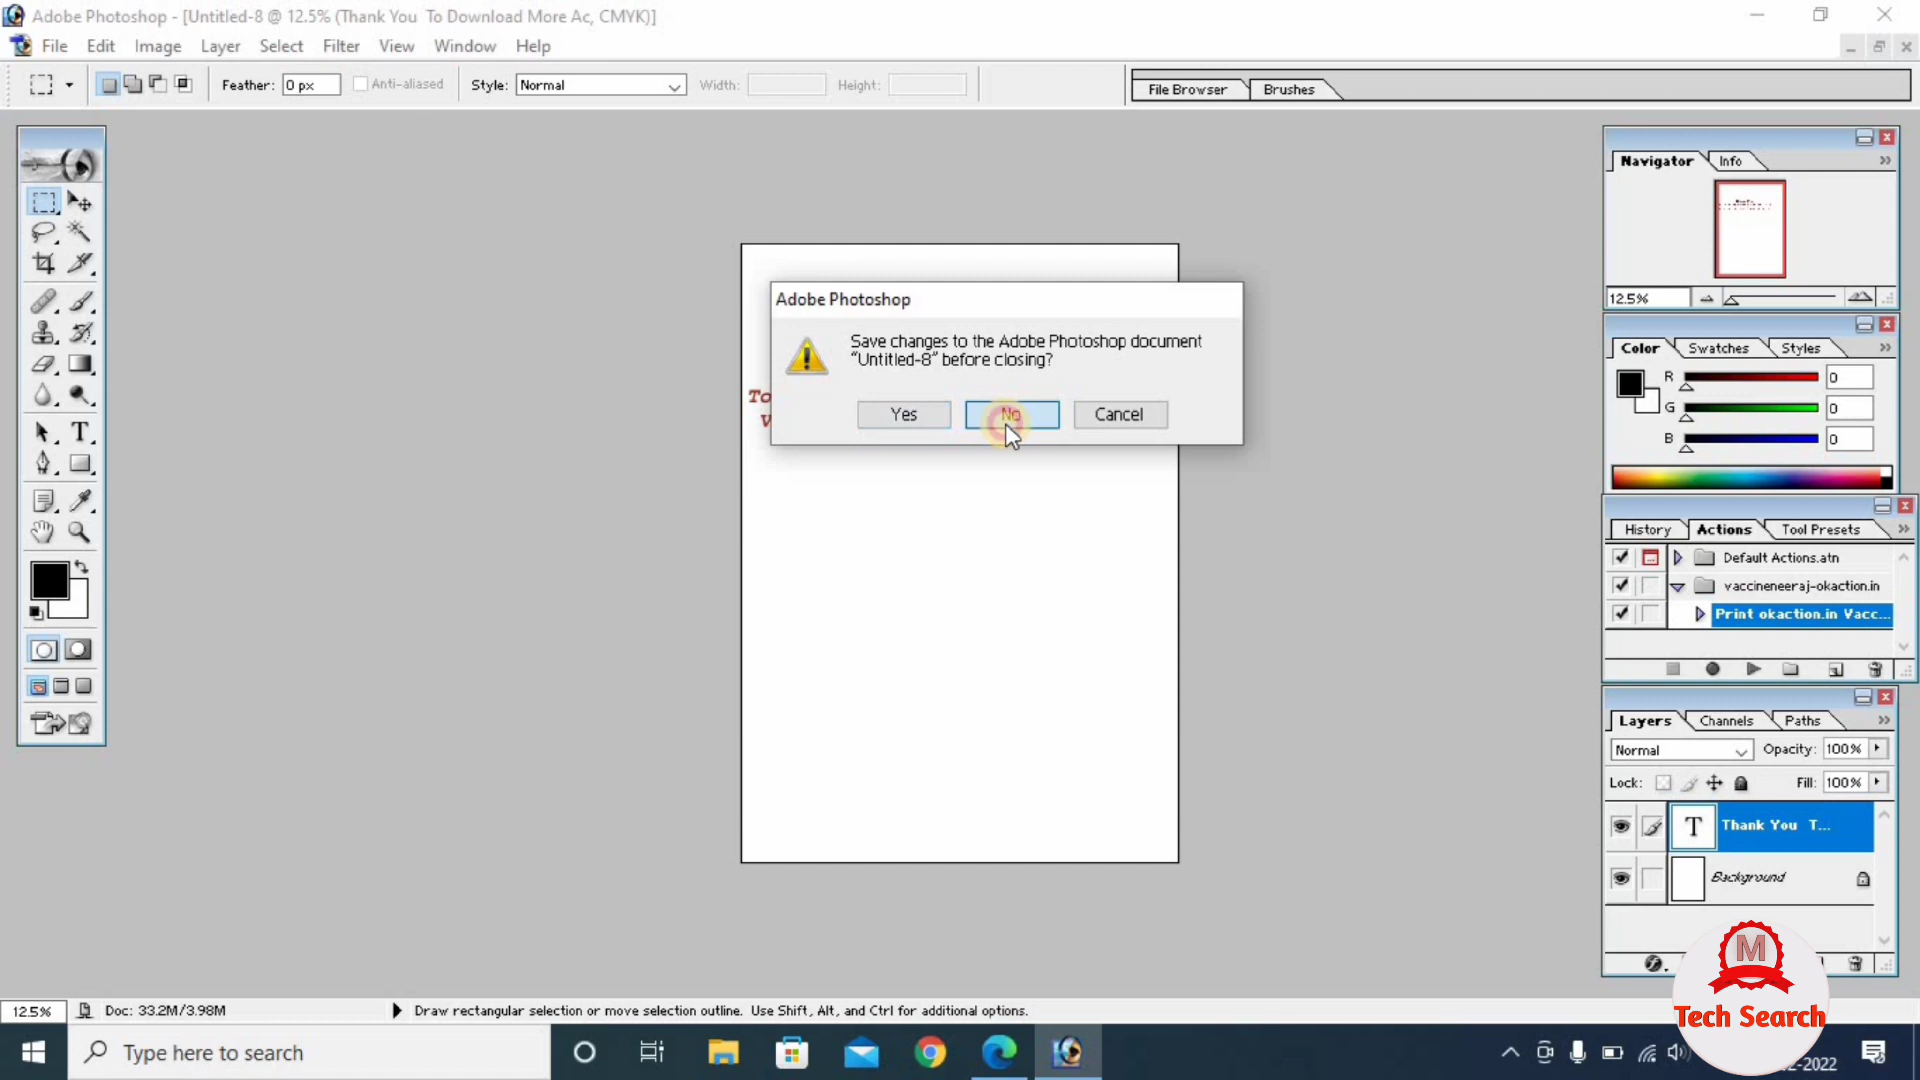 Adobe Photoshop - [Untitled-8 @ 12.5% (Thank You  To Download More Ac, CMYK)]
File Edit Image Layer Select Filter View Window Help
Feather: 0 px Anti-aliased Style: Normal Width: Height: File Browser Brushes
Navigator Info
12.5%
Adobe Photoshop
Save changes to the Adobe Photoshop document
"Untitled-8" before closing?
Yes No Cancel
To
V
Color Swatches Styles
R 0
G 0
B 0
History Actions Tool Presets
Default Actions.atn
vaccineneeraj-okaction.in
Print okaction.in Vacc...
Layers Channels Paths
Normal Opacity: 100%
Lock: Fill: 100%
T Thank You  T...
Background
M
Tech Search
12.5% Doc: 33.2M/3.98M Draw rectangular selection or move selection outline. Use Shift, Alt, and Ctrl for additional options.
Type here to search
-2022